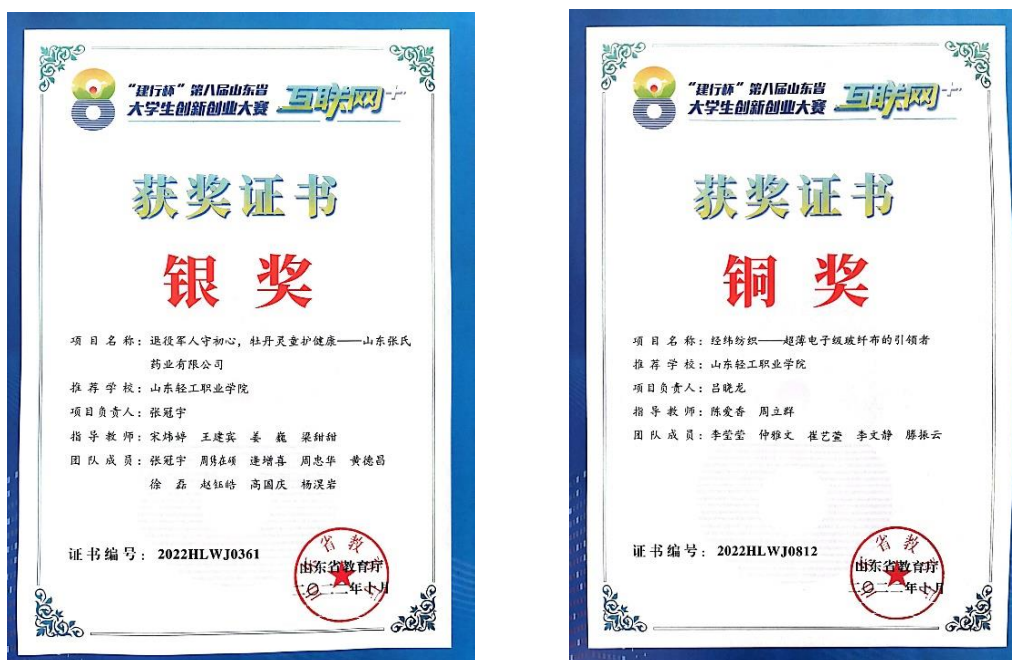 “建行杯”第八届山东省
大学生创新创业大赛
互联网+
获奖证书
银奖
项目名称：退役军人守初心，牡丹灵童护健康——山东张氏
药业有限公司
推荐学校：山东轻工职业学院
项目负责人：张冠宇
指导教师：宋炜婷 王建宾 姜巍 梁甜甜
团队成员：张冠宇 逄增喜 周忠华 黄德昌
徐磊 赵钰皓 高国庆 杨淏岩
证书编号：2022HLWJ0361
山东省教育厅
二〇二二年十月
“建行杯”第八届山东省
大学生创新创业大赛
互联网+
获奖证书
铜奖
项目名称：经纬纺织——超薄电子级玻纤布的引领者
推荐学校：山东轻工职业学院
项目负责人：吕晓龙
指导教师：陈爱香 周立群
团队成员：李莹莹 仲雅文 崔艺萱 李文静 滕振云
证书编号：2022HLWJ0812
山东省教育厅
二〇二二年十月